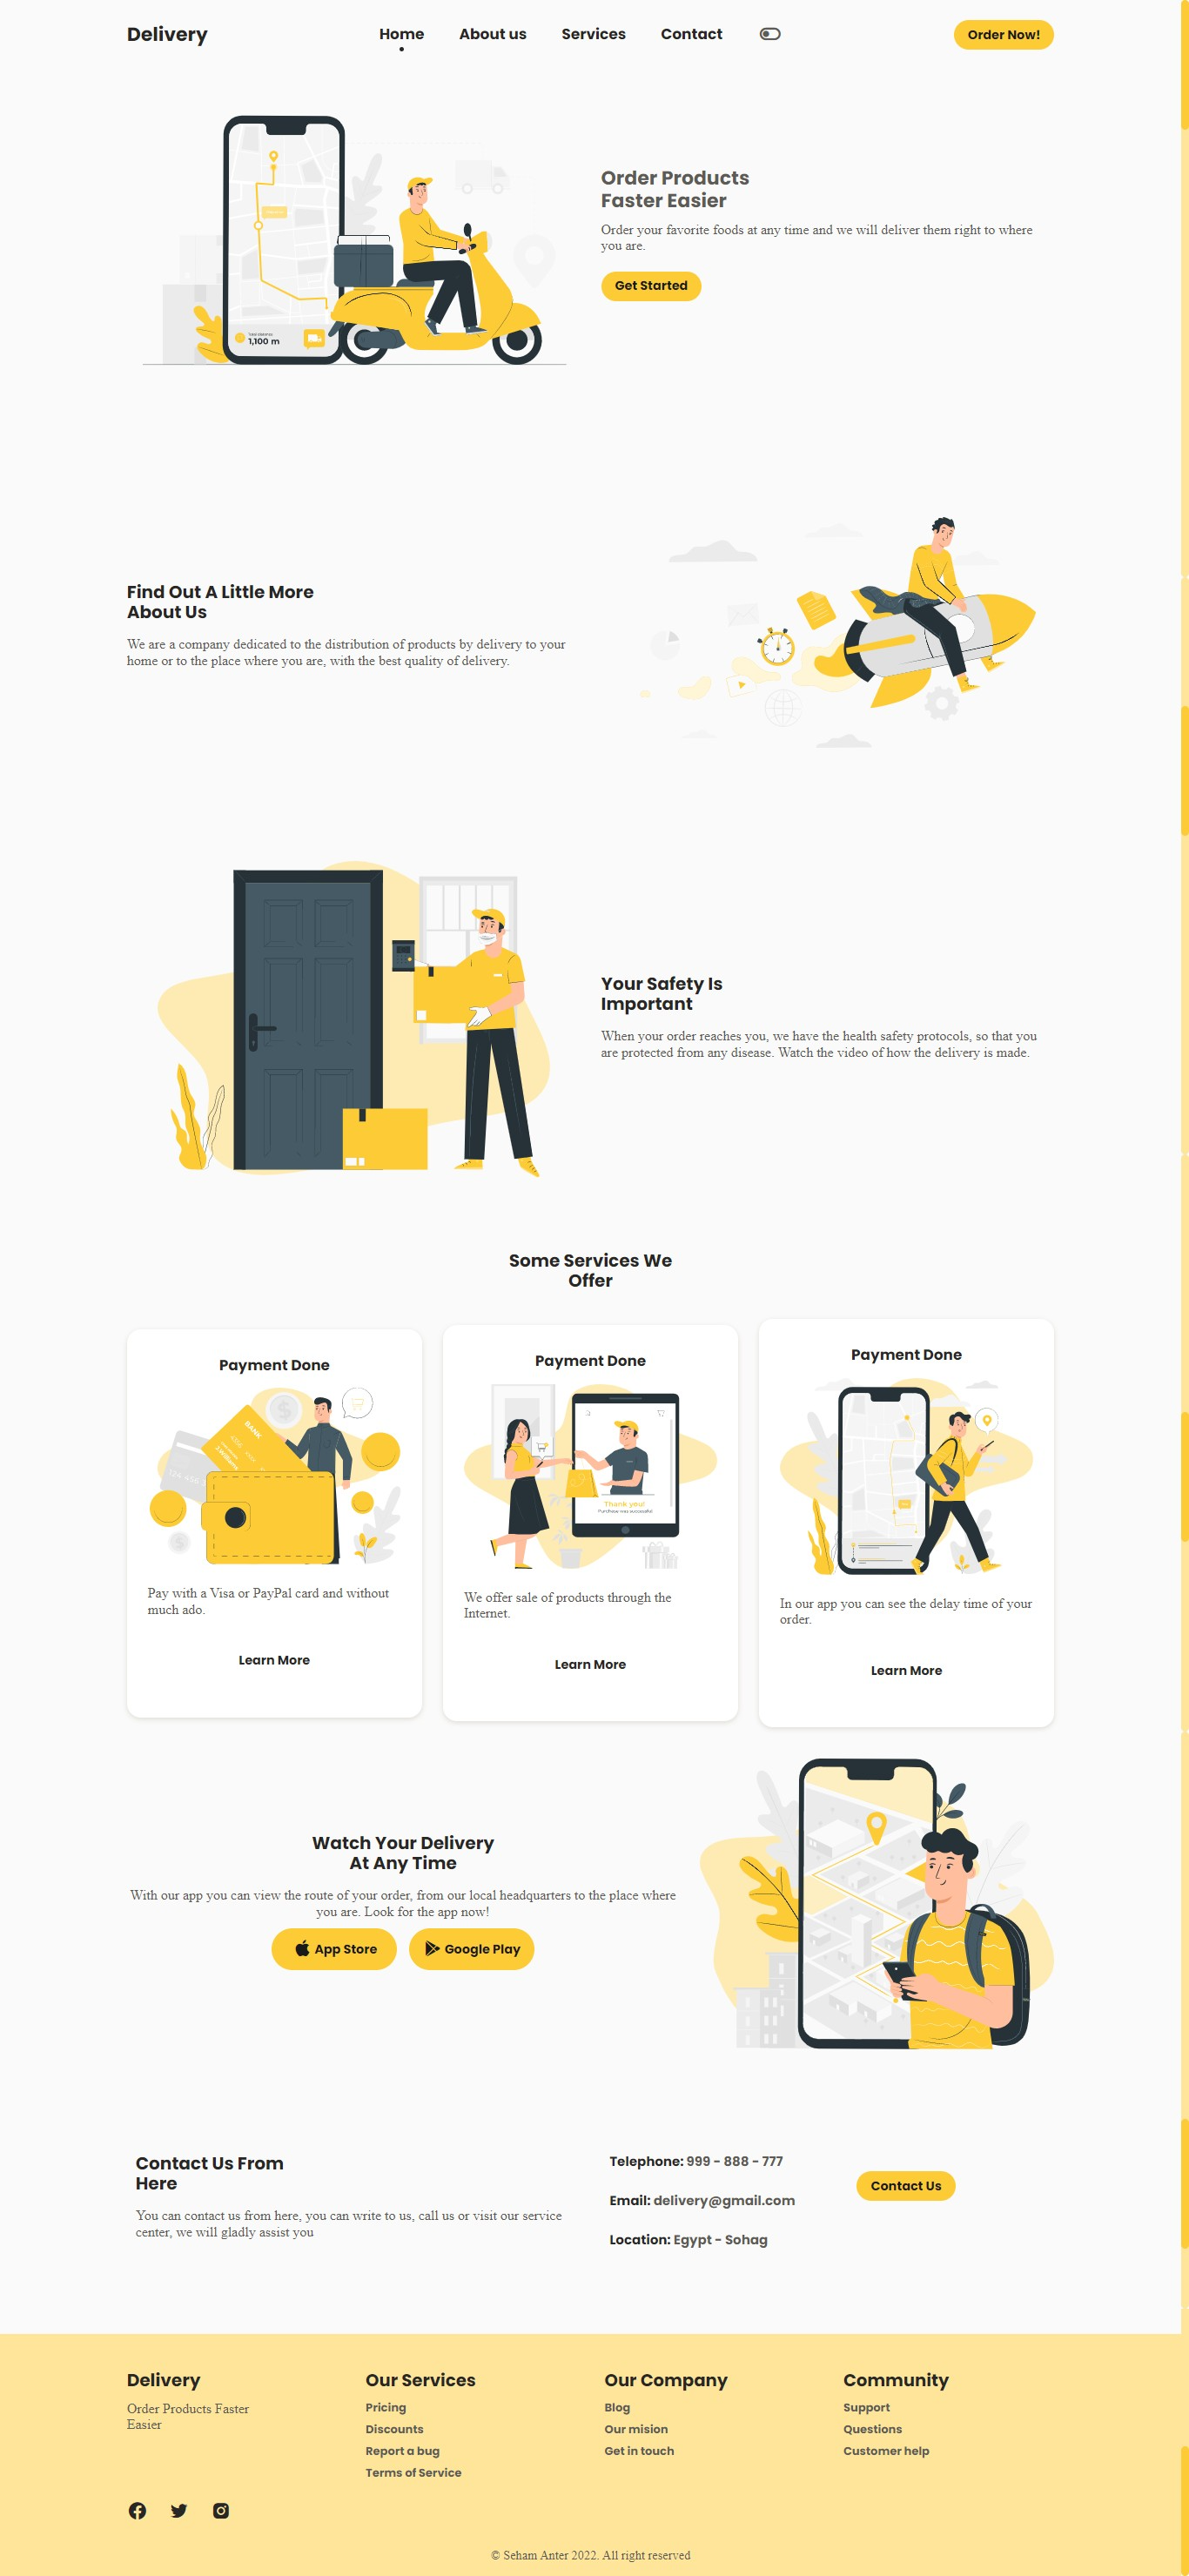 Delivery
Home
About us
Services
Contact
Order Now!
Order Products
Faster Easier
Order your favorite foods at any time and we will deliver them right to where
you are.
Get Started
1,100 m
Find Out A Little More
About Us
We are a company dedicated to the distribution of products by delivery to your
home or to the place where you are, with the best quality of delivery.
Your Safety Is
Important
When your order reaches you, we have the health safety protocols, so that you
are protected from any disease. Watch the video of how the delivery is made.
Some Services We
Offer
Payment Done
BANK
Pay with a Visa or PayPal card and without
much ado.
Learn More
Payment Done
Thank you!
Purchase was successful
We offer sale of products through the
Internet.
Learn More
Payment Done
In our app you can see the delay time of your
order.
Learn More
Watch Your Delivery
At Any Time
With our app you can view the route of your order, from our local headquarters to the place where
you are. Look for the app now!
App Store
Google Play
Contact Us From
Here
You can contact us from here, you can write to us, call us or visit our service
center, we will gladly assist you
Telephone: 999 - 888 - 777
Email: delivery@gmail.com
Location: Egypt - Sohag
Contact Us
Delivery
Order Products Faster
Easier
Our Services
Pricing
Discounts
Report a bug
Terms of Service
Our Company
Blog
Our mision
Get in touch
Community
Support
Questions
Customer help
© Seham Anter 2022. All right reserved